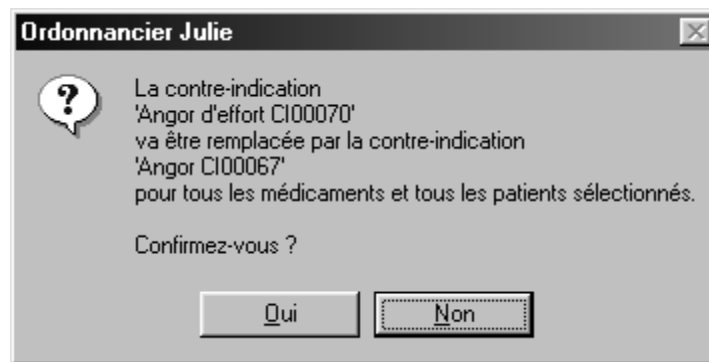 Ordonnancier Julie
La contre-indication
'Angor d'effort CI00070'
va être remplacée par la contre-indication
'Angor CI00067'
pour tous les médicaments et tous les patients sélectionnés.
Confirmez-vous ?
Oui Non